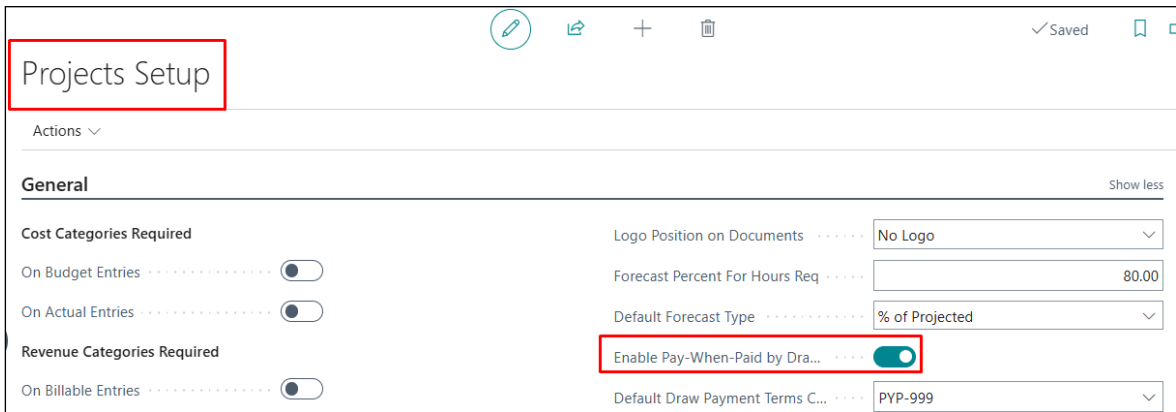 Saved
Projects Setup
Actions
General
Show less
Cost Categories Required
On Budget Entries
On Actual Entries
Revenue Categories Required
On Billable Entries
Logo Position on Documents No Logo
Forecast Percent For Hours Req 80.00
Default Forecast Type % of Projected
Enable Pay-When-Paid by Dra...
Default Draw Payment Terms C... PYP-999